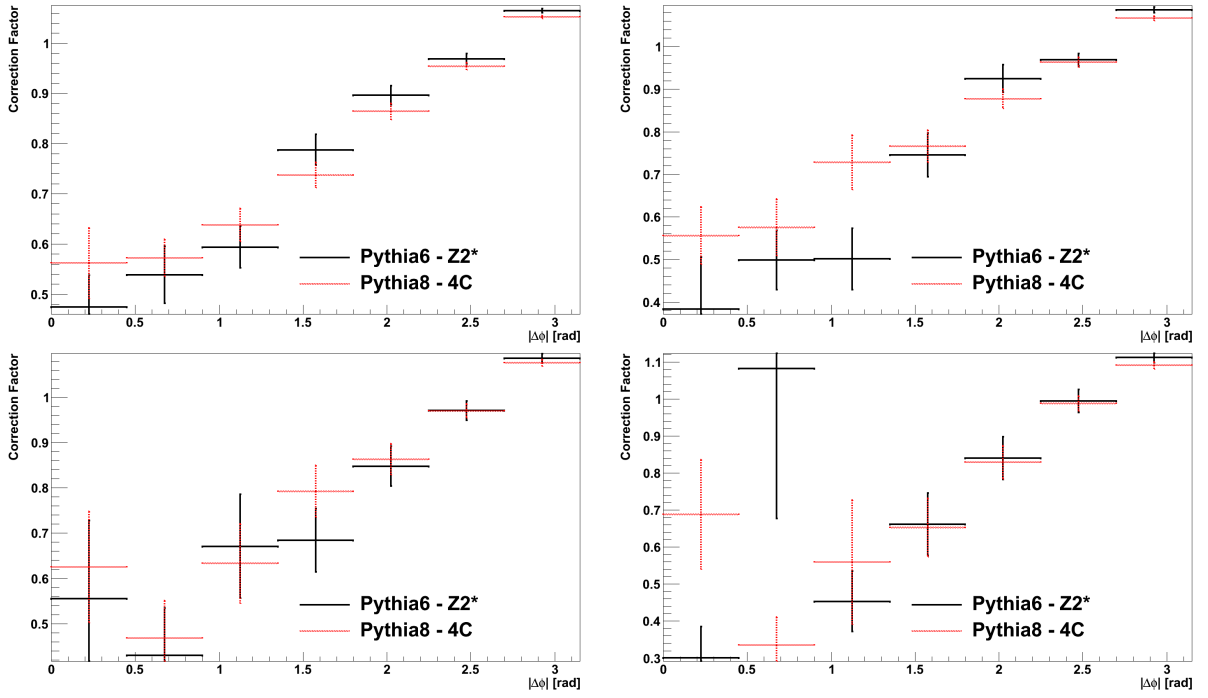 Correction Factor
1
0.9
0.8
0.7
0.6
0.5
Pythia6 - Z2*
Pythia8 - 4C
0 0.5 1 1.5 2 2.5 3
|Δϕ| [rad]
Correction Factor
1
0.9
0.8
0.7
0.6
0.5
0.4
Pythia6 - Z2*
Pythia8 - 4C
0 0.5 1 1.5 2 2.5 3
|Δϕ| [rad]
Correction Factor
1
0.9
0.8
0.7
0.6
0.5
Pythia6 - Z2*
Pythia8 - 4C
0 0.5 1 1.5 2 2.5 3
|Δϕ| [rad]
Correction Factor
1.1
1
0.9
0.8
0.7
0.6
0.5
0.4
0.3
Pythia6 - Z2*
Pythia8 - 4C
0 0.5 1 1.5 2 2.5 3
|Δϕ| [rad]